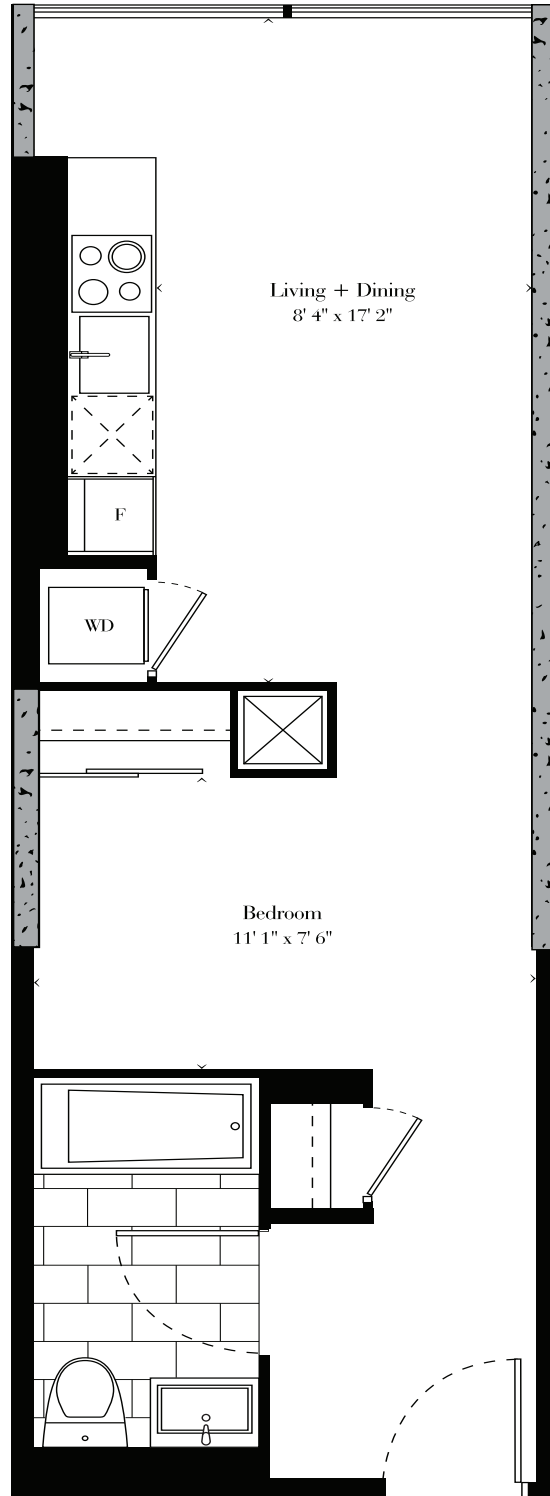 Living + Dining
8' 4" x 17' 2"
F
WD
Bedroom
11' 1" x 7' 6"